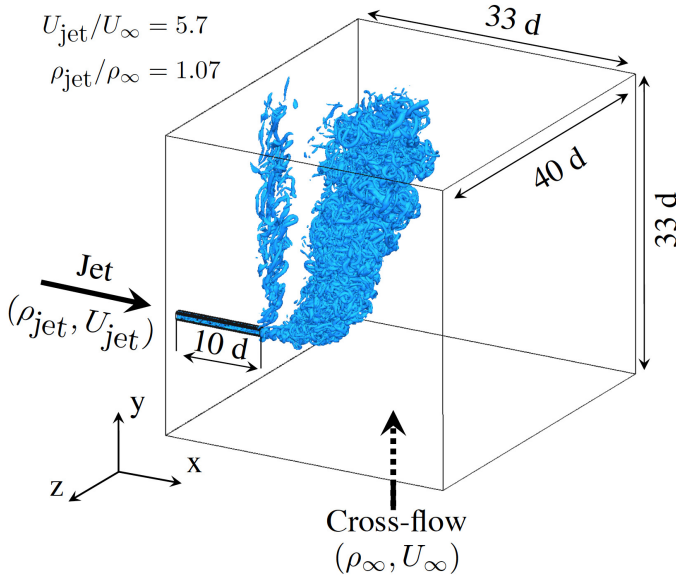 U_jet/U_∞ = 5.7
ρ_jet/ρ_∞ = 1.07
33 d
40 d
33 d
Jet
(ρ_jet, U_jet)
10 d
y
x
z
Cross-flow
(ρ_∞, U_∞)